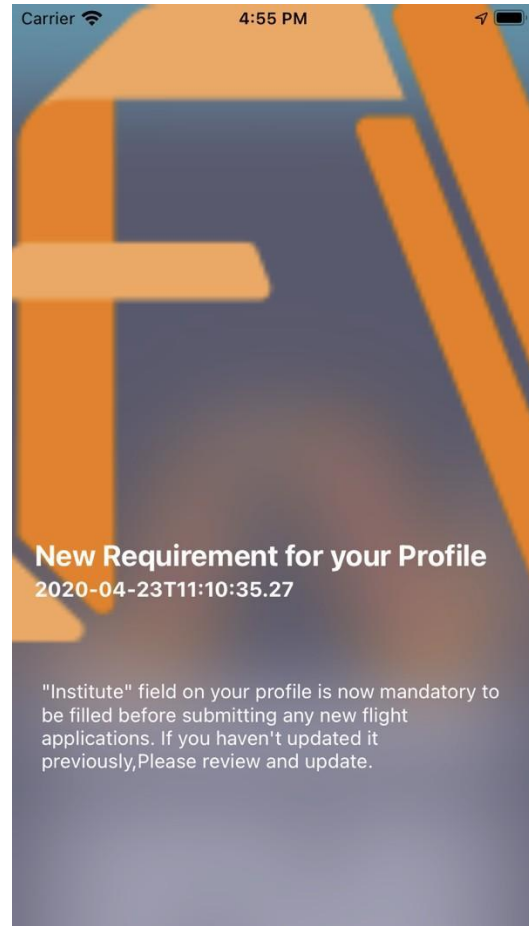 Carrier 4:55 PM
New Requirement for your Profile
2020-04-23T11:10:35.27
"Institute" field on your profile is now mandatory to
be filled before submitting any new flight
applications. If you haven't updated it
previously,Please review and update.